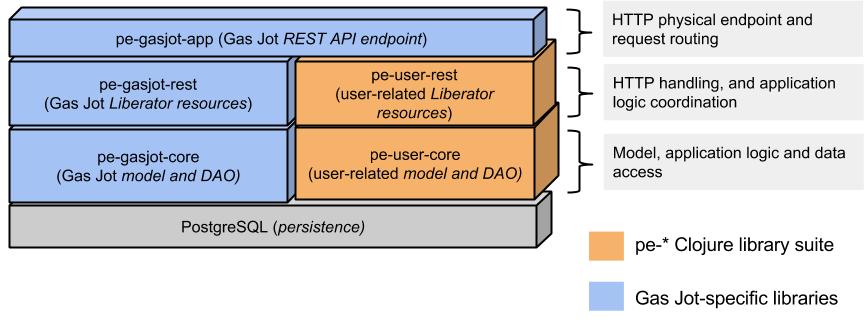 pe-gasjot-app (Gas Jot REST API endpoint)
HTTP physical endpoint and
request routing
pe-gasjot-rest
(Gas Jot Liberator resources)
pe-user-rest
(user-related Liberator
resources)
HTTP handling, and application
logic coordination
pe-gasjot-core
(Gas Jot model and DAO)
pe-user-core
(user-related model and DAO)
Model, application logic and data
access
PostgreSQL (persistence)
pe-* Clojure library suite
Gas Jot-specific libraries